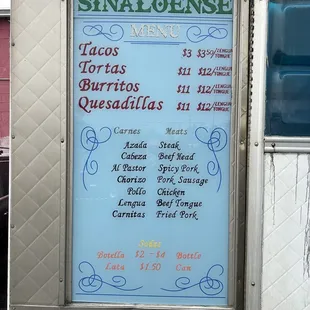 SINALOENSE
MENU
Tacos $3 $3.50/LENGUA TONGUE
Tortas $11 $12/LENGUA TONGUE
Burritos $11 $12/LENGUA TONGUE
Quesadillas $11 $12/LENGUA TONGUE
Carnes Meats
Azada Steak
Cabeza Beef Head
Al Pastor Spicy Pork
Chorizo Pork Sausage
Pollo Chicken
Lengua Beef Tongue
Carnitas Fried Pork
Sodas
Botella $2 - $4 Bottle
Lata $1.50 Can